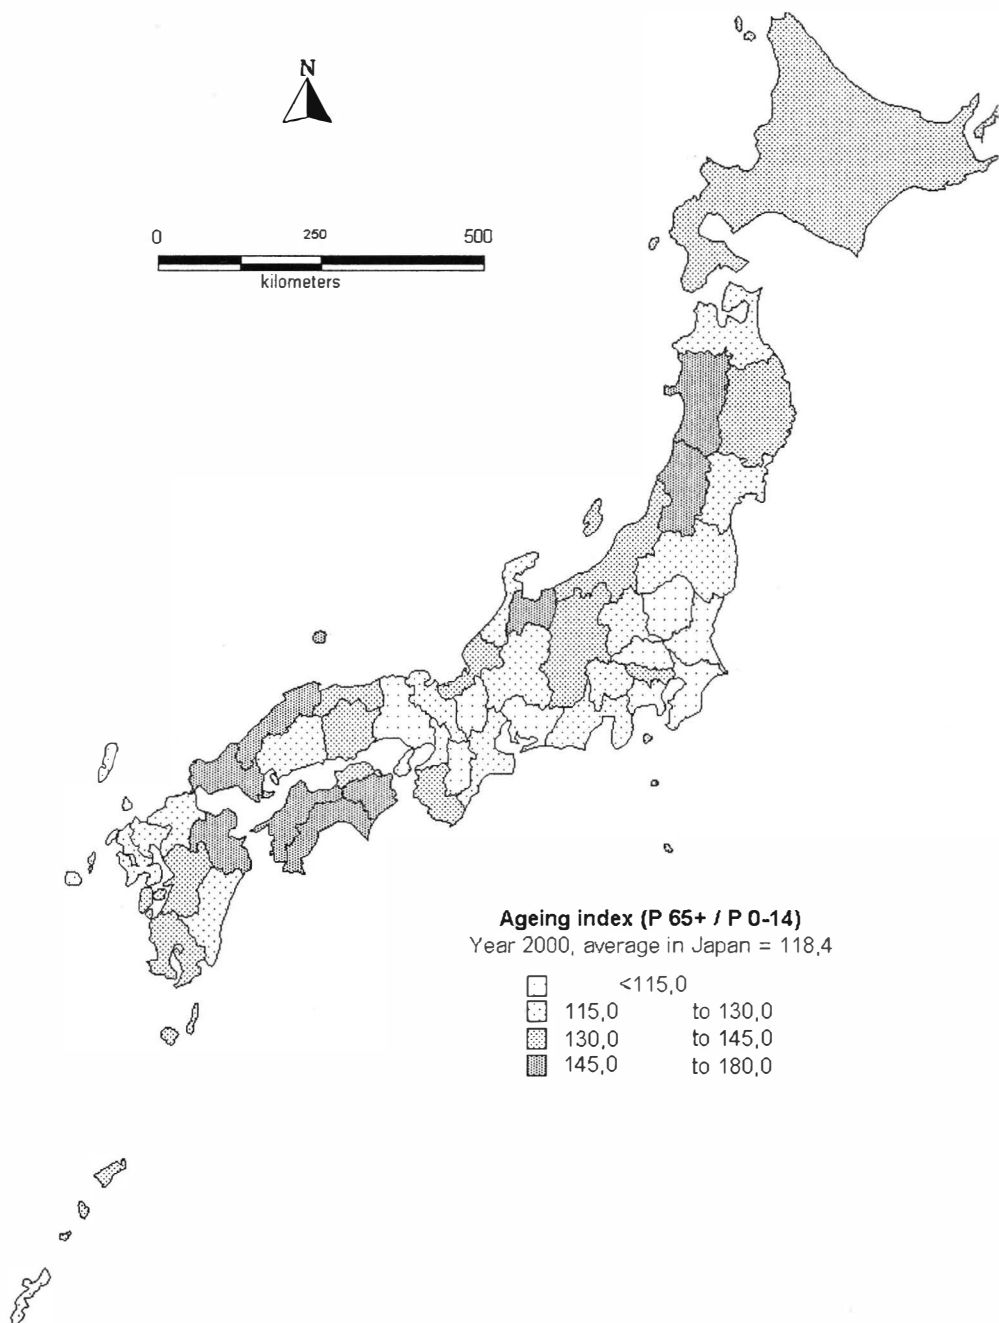 N
0 250 500
kilometers
Ageing index (P 65+ / P 0-14)
Year 2000, average in Japan = 118,4
<115,0
115,0 to 130,0
130,0 to 145,0
145,0 to 180,0